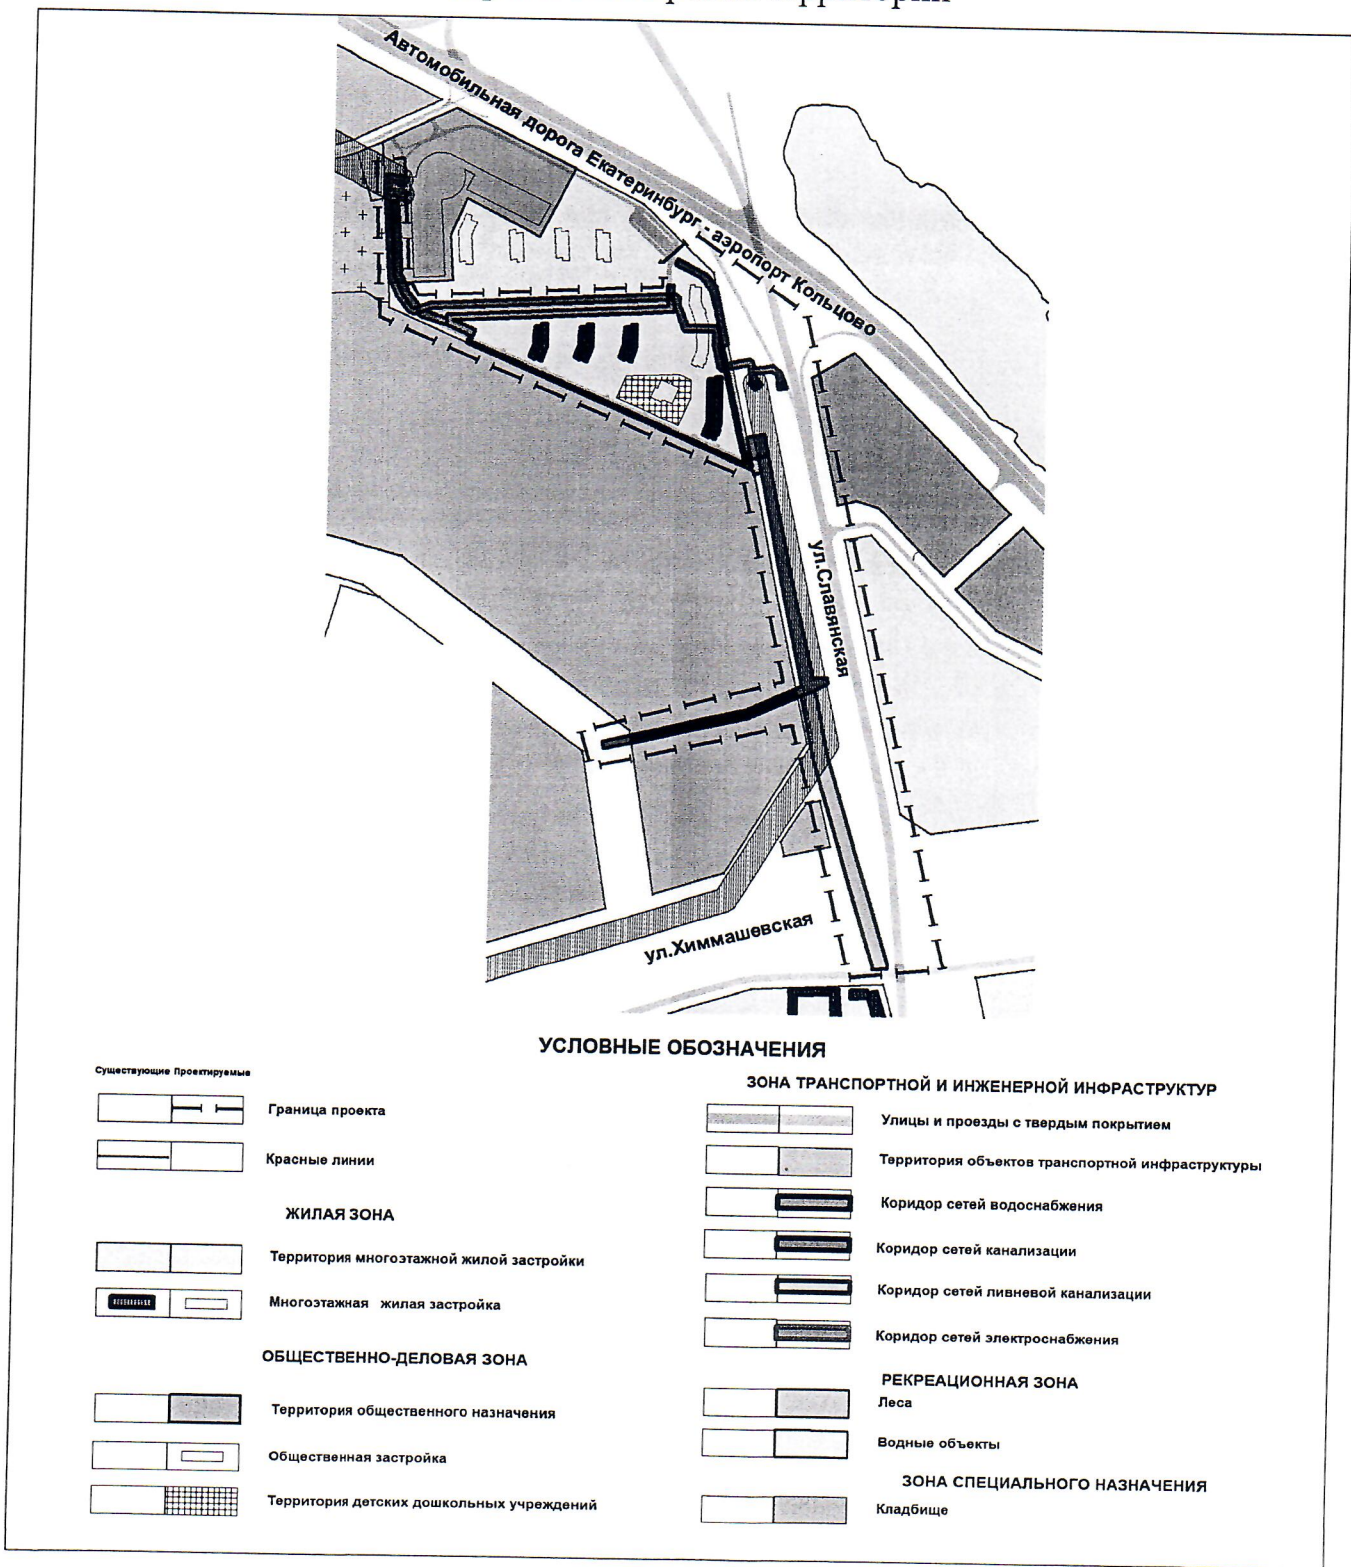 Автомобильная дорога Екатеринбург - аэропорт Кольцово
ул.Славянская
ул.Химмашевская
УСЛОВНЫЕ ОБОЗНАЧЕНИЯ
Существующие Проектируемые
Граница проекта
Красные линии
ЖИЛАЯ ЗОНА
Территория многоэтажной жилой застройки
Многоэтажная жилая застройка
ОБЩЕСТВЕННО-ДЕЛОВАЯ ЗОНА
Территория общественного назначения
Общественная застройка
Территория детских дошкольных учреждений
ЗОНА ТРАНСПОРТНОЙ И ИНЖЕНЕРНОЙ ИНФРАСТРУКТУР
Улицы и проезды с твердым покрытием
Территория объектов транспортной инфраструктуры
Коридор сетей водоснабжения
Коридор сетей канализации
Коридор сетей ливневой канализации
Коридор сетей электроснабжения
РЕКРЕАЦИОННАЯ ЗОНА
Леса
Водные объекты
ЗОНА СПЕЦИАЛЬНОГО НАЗНАЧЕНИЯ
Кладбище